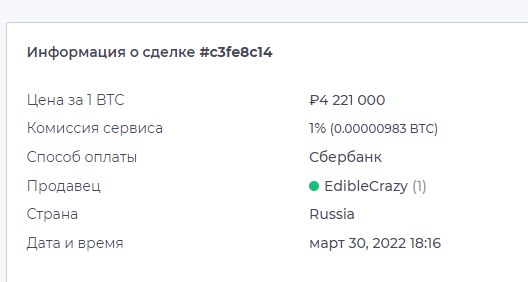 Информация о сделке #c3fe8c14
Цена за 1 BTC ₽4 221 000
Комиссия сервиса 1% (0.00000983 BTC)
Способ оплаты Сбербанк
Продавец EdibleCrazy (1)
Страна Russia
Дата и время март 30, 2022 18:16